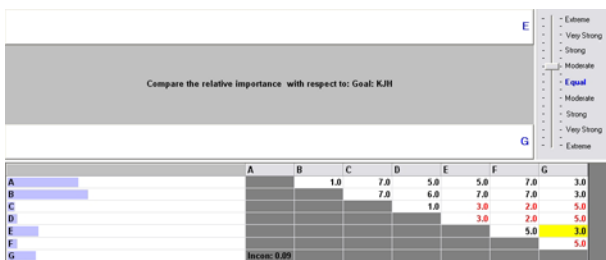 E
Extreme
Very Strong
Strong
Moderate
Equal
Moderate
Strong
Very Strong
Extreme
Compare the relative importance with respect to: Goal: KJH
G
A B C D E F G
A 1.0 7.0 5.0 5.0 7.0 3.0
B 7.0 6.0 7.0 7.0 3.0
C 1.0 3.0 2.0 5.0
D 3.0 2.0 5.0
E 5.0 3.0
F 5.0
G Incon: 0.09